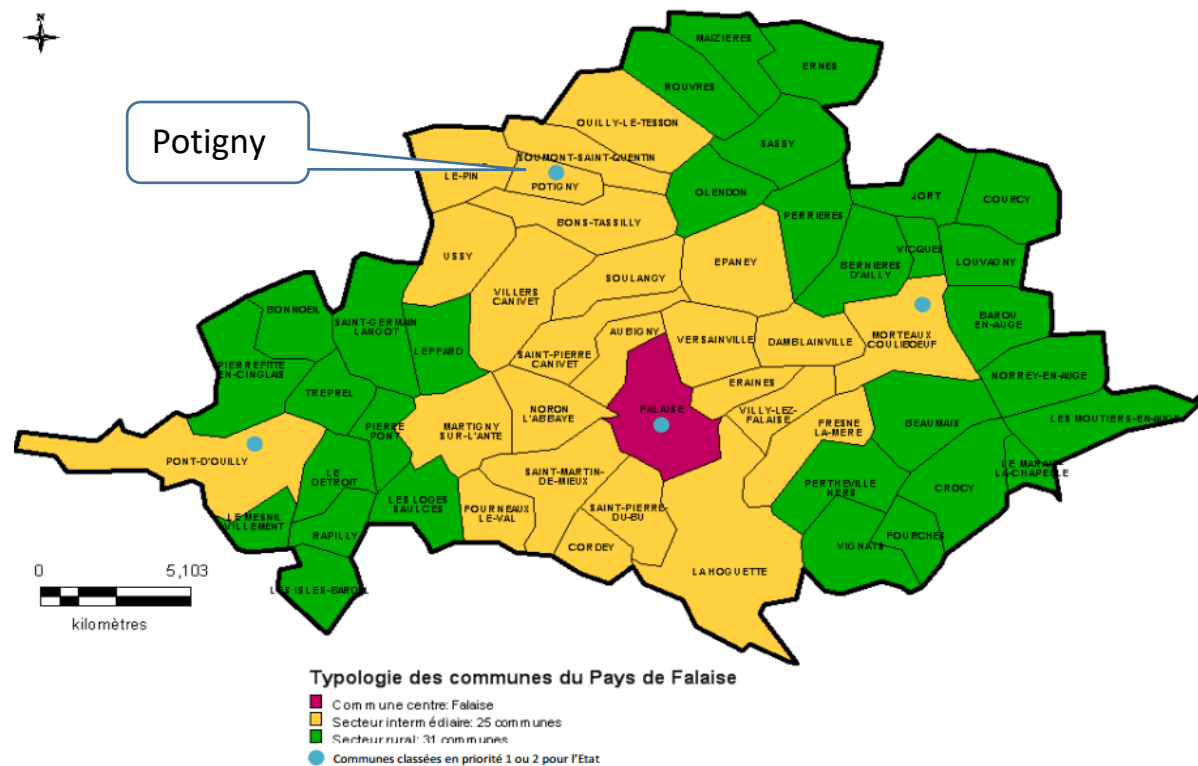 N
MAIZIERES
ERNES
ROUVRES
Potigny
OUILLY-LE-TESSON
SASSY
SOUMONT-SAINT-QUENTIN
LE-PIN
POTIGNY
OLENDON
JORT
COURCY
BONS-TASSILLY
PERRIERES
VICQUES
USSY
EPANEY
LOUVAGNY
SOULANGY
BERNIERES
D'AILLY
VILLERS
CANIVET
BONNOEIL
BAROU
EN-AUGE
SAINT-GERMAIN
LANGOT
AUBIGNY
VERSAINVILLE
DAMBLAINVILLE
MORTEAUX
COULIBOEUF
LEFFARD
SAINT-PIERRE
CANIVET
PIERREFITTE
EN-CINGLAIS
NORREY-EN-AUGE
ERAINES
TREPREL
NORON
L'ABBAYE
FALAISE
VILLY-LEZ-
FALAISE
LES MOUTIERS-EN-AUGE
PIERRE
PONT
MARTIGNY
SUR-L'ANTE
FRESNE
LA-MERE
BEAUMAIS
PONT-D'OUILLY
LE
DETROIT
SAINT-MARTIN-
DE-MIEUX
LE MARAIS
LA-CHAPELLE
PERTHEVILLE
NERS
CROCY
LES LOGES
SAULCES
FOURNEAUX
LE-VAL
SAINT-PIERRE-
DU-BU
LE MESNIL
VILLEMENT
RAPILLY
FOURCHES
VIGNATS
CORDEY
LA HOGUETTE
LES ISLES-BARDEL
0 5,103
kilomètres
Typologie des communes du Pays de Falaise
Commune centre: Falaise
Secteur intermédiaire: 25 communes
Secteur rural: 31 communes
Communes classées en priorité 1 ou 2 pour l'Etat